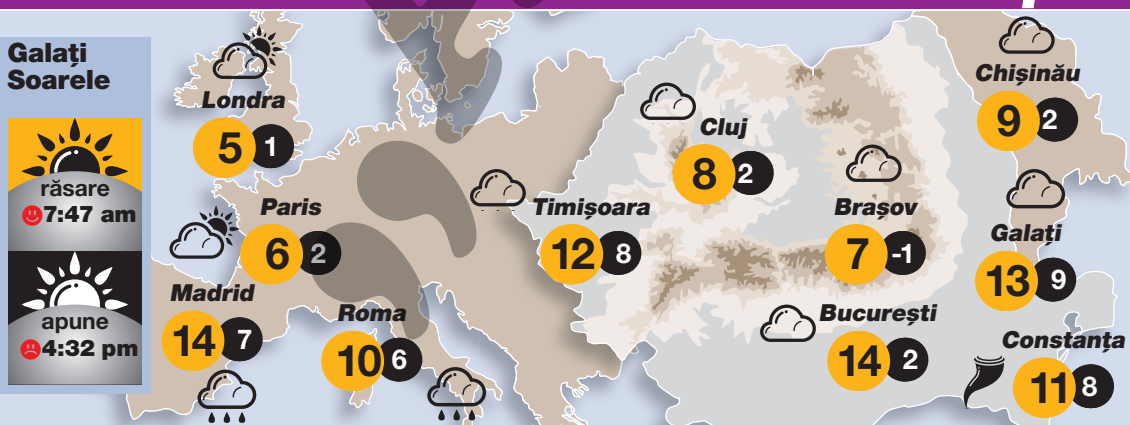 Galați
Soarele
răsare
7:47 am
apune
4:32 pm
Londra
5 1
Paris
6 2
Madrid
14 7
Roma
10 6
Timișoara
12 8
Cluj
8 2
Brașov
7 -1
București
14 2
Chișinău
9 2
Galați
13 9
Constanța
11 8